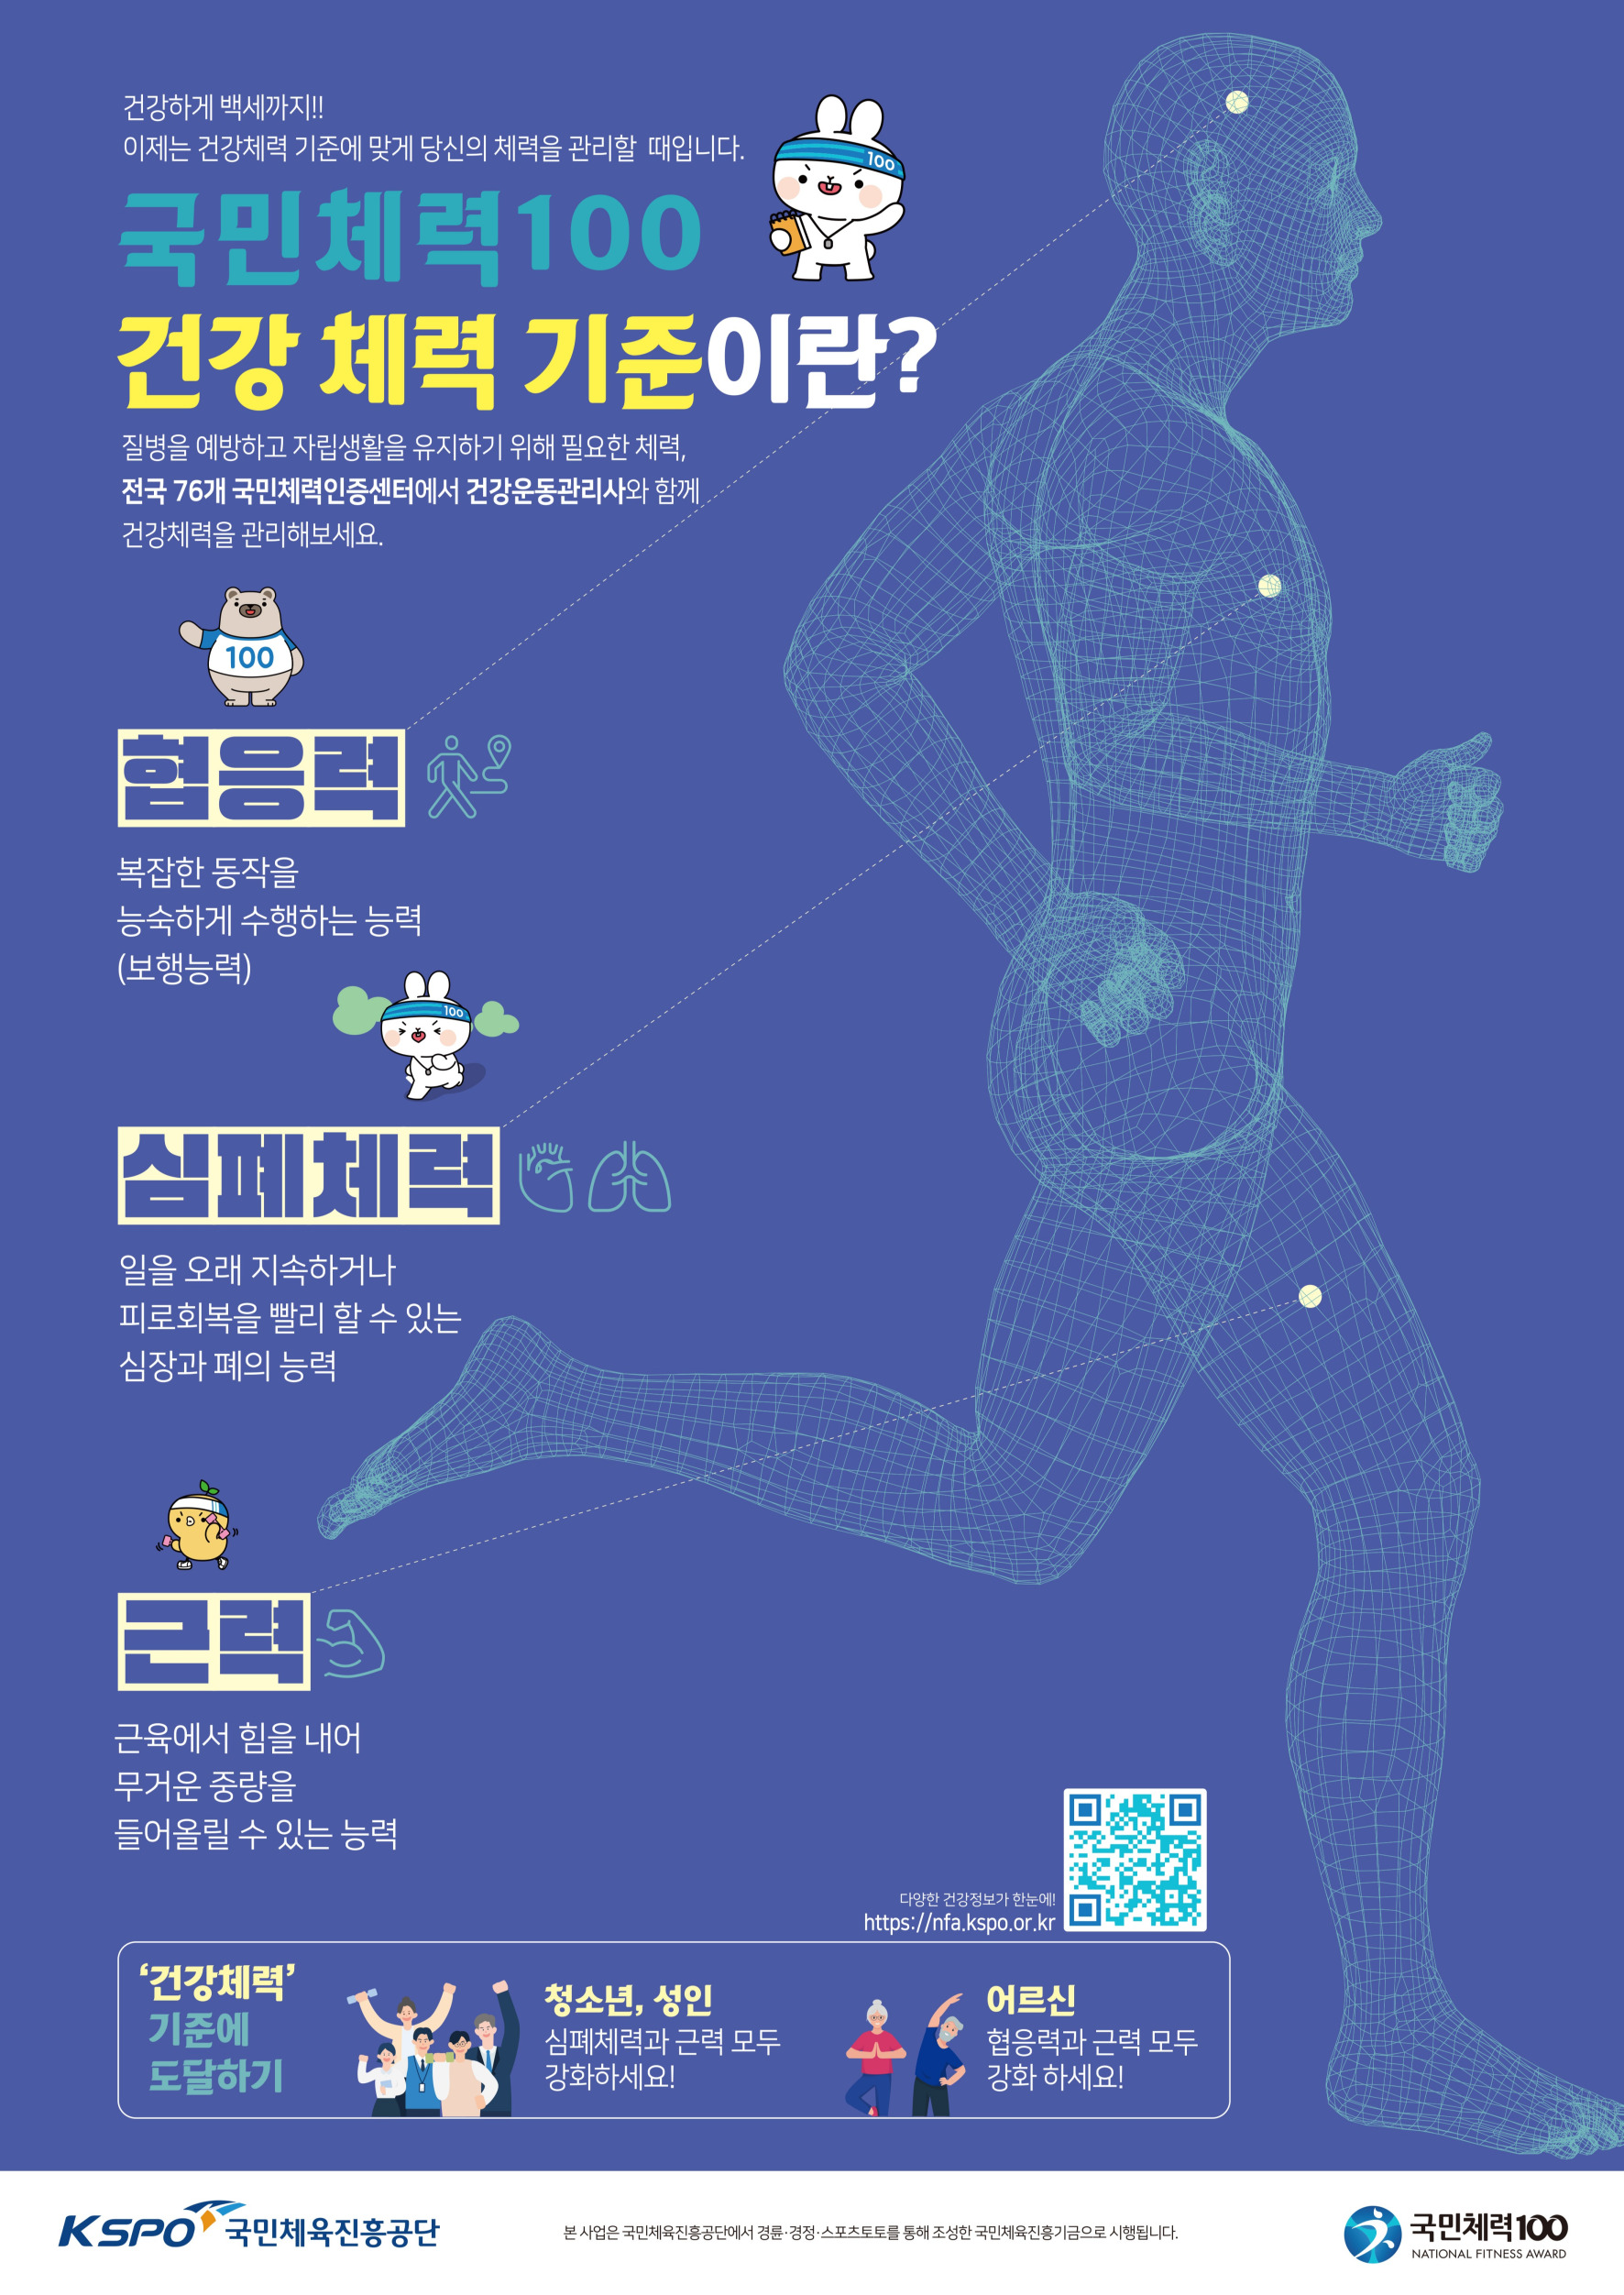 건강하게 백세까지!!
이제는 건강체력 기준에 맞게 당신의 체력을 관리할 때입니다.
100
국민체력100
건강 체력 기준이란?
질병을 예방하고 자립생활을 유지하기 위해 필요한 체력,
전국 76개 국민체력인증센터에서 건강운동관리사와 함께
건강체력을 관리해보세요.
100
협응력
복잡한 동작을
능숙하게 수행하는 능력
(보행능력)
100
심폐체력
일을 오래 지속하거나
피로회복을 빨리 할 수 있는
심장과 폐의 능력
근력
근육에서 힘을 내어
무거운 중량을
들어올릴 수 있는 능력
다양한 건강정보가 한눈에!
https://nfa.kspo.or.kr
‘건강체력’
기준에
도달하기
청소년, 성인
심폐체력과 근력 모두
강화하세요!
어르신
협응력과 근력 모두
강화 하세요!
KSPO 국민체육진흥공단
본 사업은 국민체육진흥공단에서 경륜·경정·스포츠토토를 통해 조성한 국민체육진흥기금으로 시행됩니다.
국민체력100
NATIONAL FITNESS AWARD